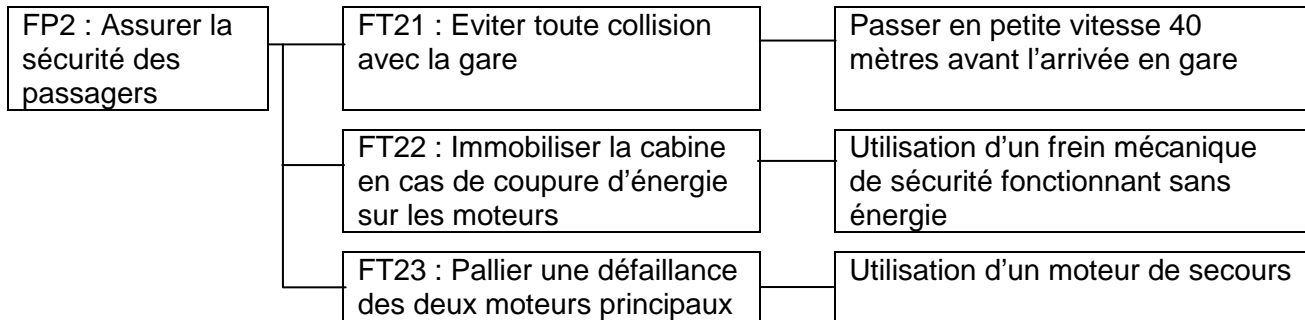 FP2 : Assurer la
sécurité des
passagers
FT21 : Eviter toute collision
avec la gare
Passer en petite vitesse 40
mètres avant l’arrivée en gare
FT22 : Immobiliser la cabine
en cas de coupure d’énergie
sur les moteurs
Utilisation d’un frein mécanique
de sécurité fonctionnant sans
énergie
FT23 : Pallier une défaillance
des deux moteurs principaux
Utilisation d’un moteur de secours